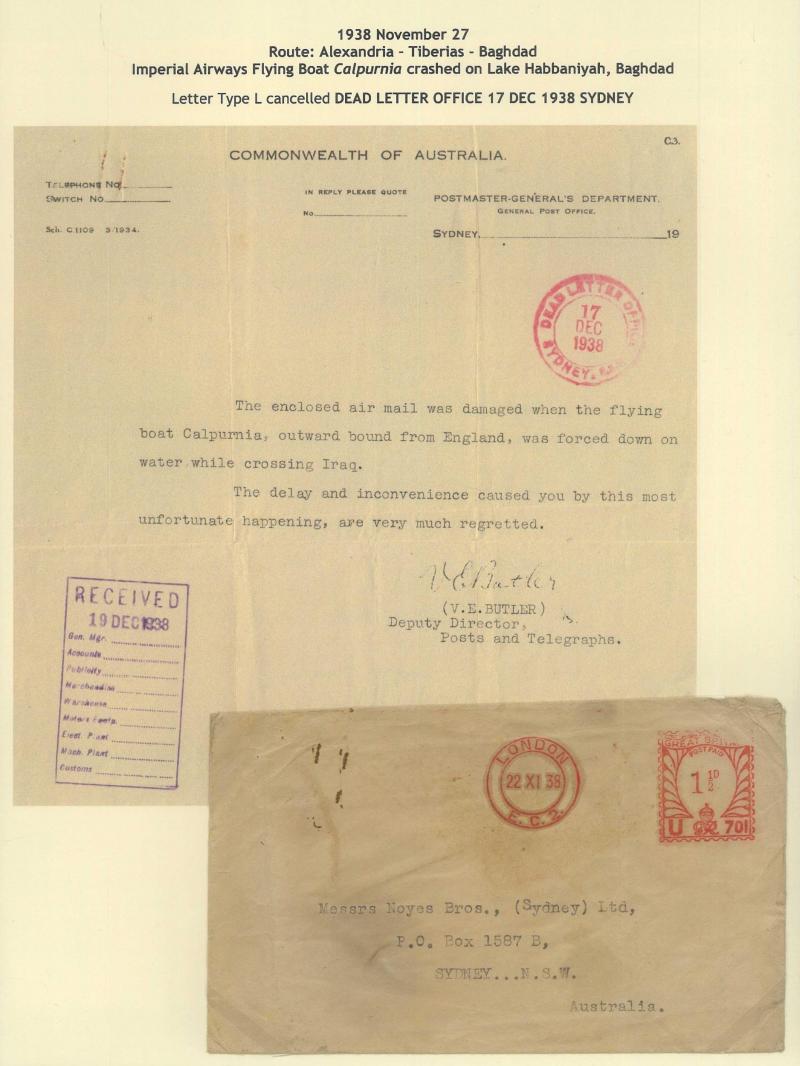 1938 November 27
Route: Alexandria - Tiberias - Baghdad
Imperial Airways Flying Boat Calpurnia crashed on Lake Habbaniyah, Baghdad
Letter Type L cancelled DEAD LETTER OFFICE 17 DEC 1938 SYDNEY
C3.
COMMONWEALTH OF AUSTRALIA.
TELEPHONE No.
SWITCH No.
IN REPLY PLEASE QUOTE
No.
POSTMASTER-GENERAL'S DEPARTMENT.
GENERAL POST OFFICE.
Sch. C.1109 3/1934.
SYDNEY, 19
DEAD LETTER OFFICE
17
DEC
1938
SYDNEY.
The enclosed air mail was damaged when the flying
boat Calpurnia, outward bound from England, was forced down on
water while crossing Iraq.
The delay and inconvenience caused you by this most
unfortunate happening, are very much regretted.
V E Butler
(V.E.BUTLER)
Deputy Director,
Posts and Telegraphs.
RECEIVED
19 DEC 1938
Gen. Mgr.
Accounts
Publicity
Merchandise
Warehouse
Motors
Elect. Plant
Mech. Plant
Customs
LONDON
22 XI 38
E.C.2.
GREAT BRITAIN
POSTPAID
1 1/2 D
U GR 701
Messrs Noyes Bros., (Sydney) Ltd,
P.O. Box 1587 B,
SYDNEY...N.S.W.
Australia.